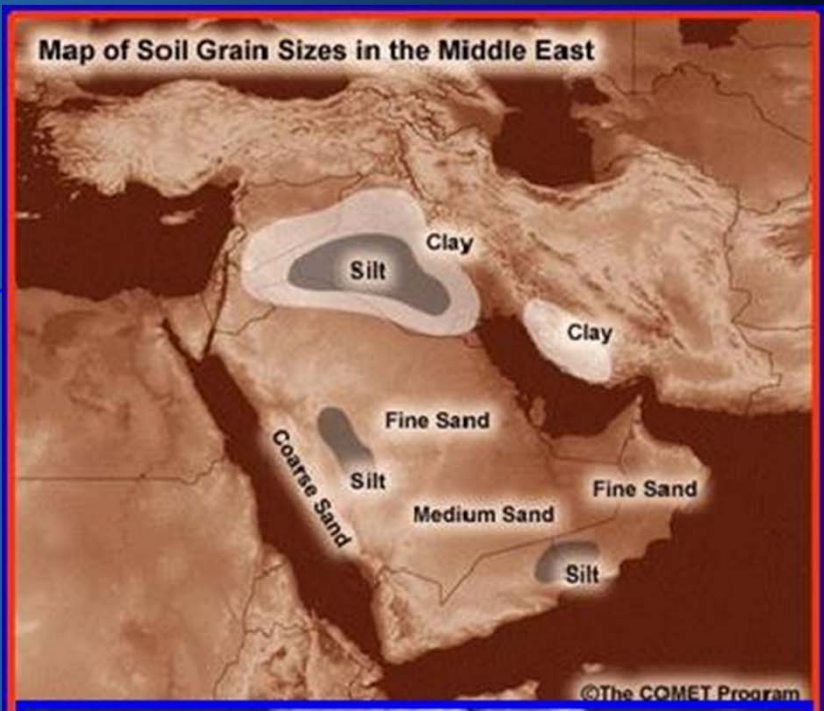 Map of Soil Grain Sizes in the Middle East
Clay
Silt
Clay
Fine Sand
Coarse Sand
Silt
Fine Sand
Medium Sand
Silt
©The COMET Program